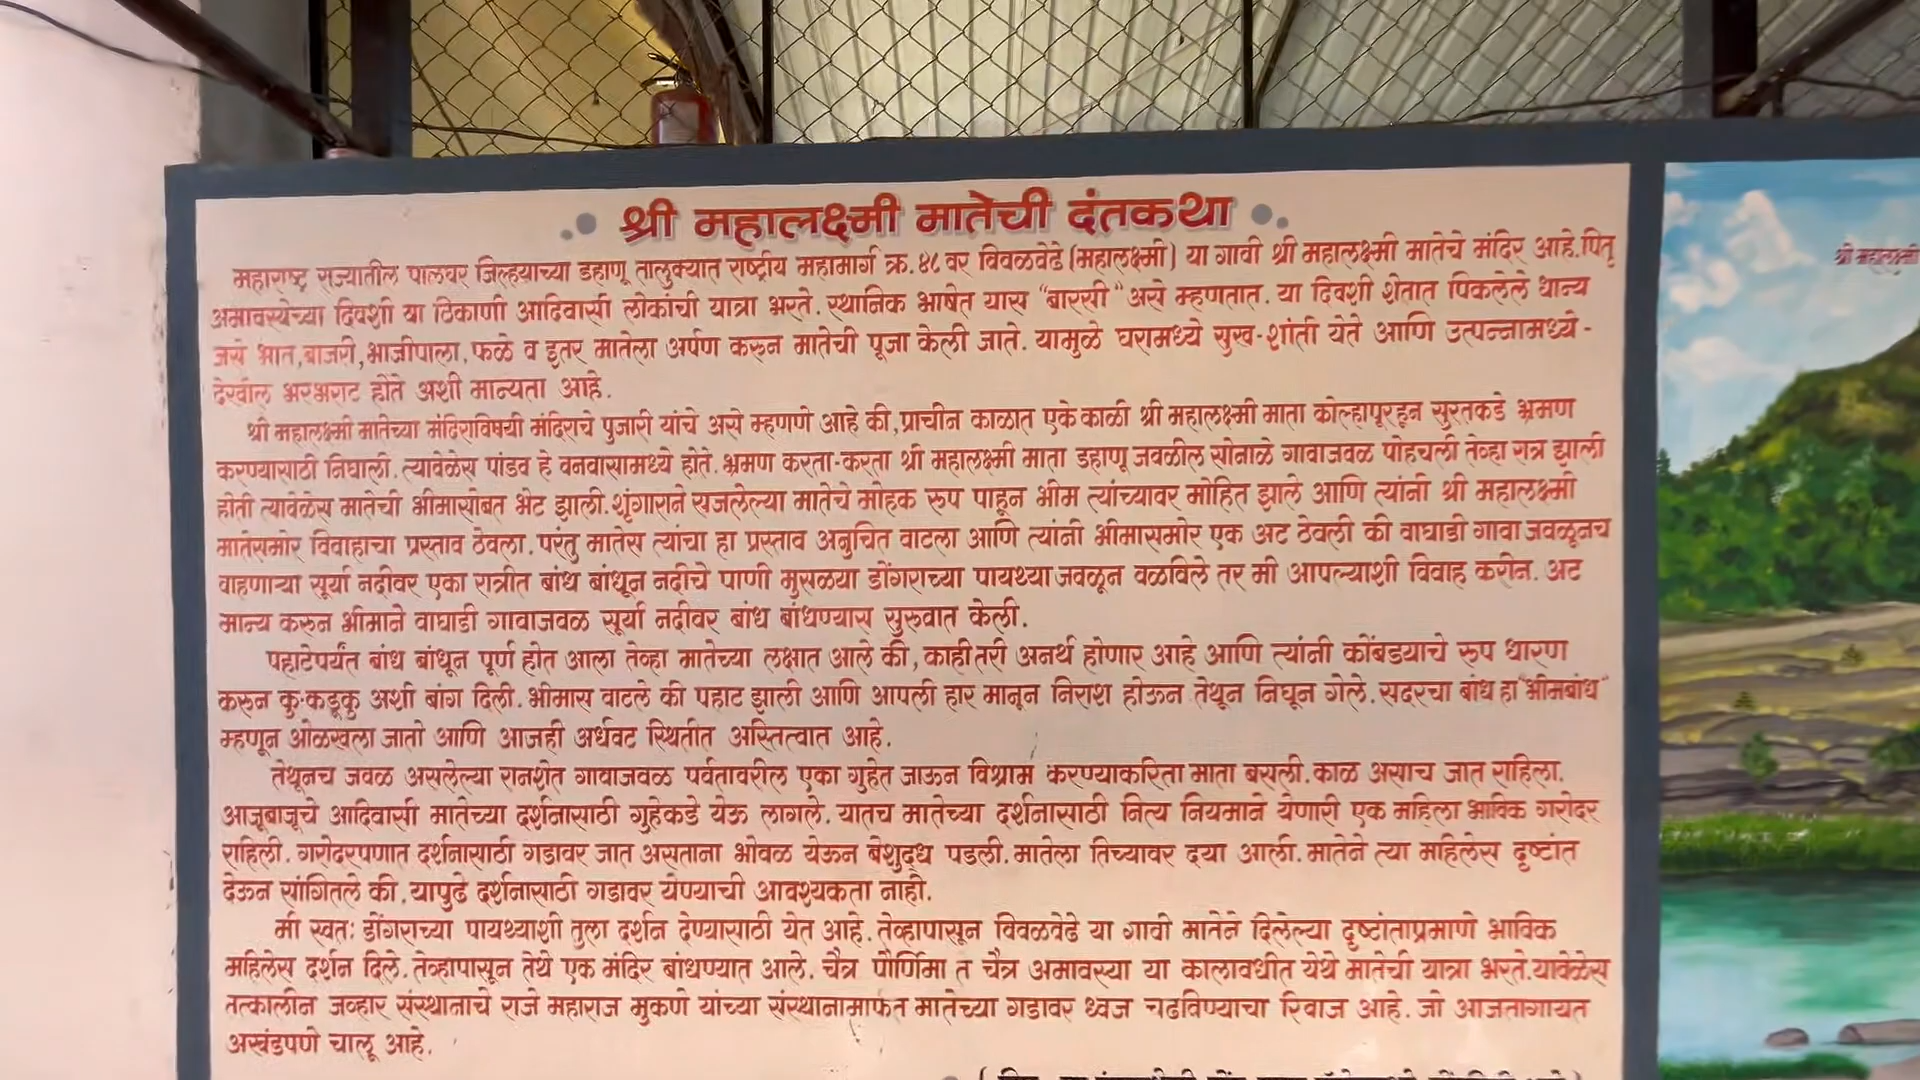 श्री महालक्ष्मी मातेची दंतकथा
महाराष्ट्र राज्यातील पालघर जिल्हयाच्या डहाणू तालुक्यात राष्ट्रीय महामार्ग क्र. ४८ वर विवळवेढे (महालक्ष्मी) या गावी श्री महालक्ष्मी मातेचे मंदिर आहे. पितृ
अमावस्येच्या दिवशी या ठिकाणी आदिवासी लोकांची यात्रा भरते. स्थानिक भाषेत यास "बारसी" असे म्हणतात. या दिवशी शेतात पिकलेले धान्य
जसे भात, बाजरी, भाजीपाला, फळे व इतर मातेला अर्पण करुन मातेची पूजा केली जाते. यामुळे घरामध्ये सुख-शांती येते आणि उत्पन्नामध्ये-
देखील भरभराट होते अशी मान्यता आहे.
श्री महालक्ष्मी मातेच्या मंदिराविषयी मंदिराचे पुजारी यांचे असे म्हणणे आहे की, प्राचीन काळात एके काळी श्री महालक्ष्मी माता कोल्हापूरहून सुरतकडे भ्रमण
करण्यासाठी निघाली. त्यावेळेस पांडव हे वनवासामध्ये होते. भ्रमण करता-करता श्री महालक्ष्मी माता डहाणू जवळील सोनाळे गावाजवळ पोहचली तेव्हा रात्र झाली
होती त्यावेळेस मातेची भीमासोबत भेट झाली. शृंगाराने सजलेल्या मातेचे मोहक रुप पाहून भीम त्यांच्यावर मोहित झाले आणि त्यांनी श्री महालक्ष्मी
मातेसमोर विवाहाचा प्रस्ताव ठेवला. परंतु मातेस त्यांचा हा प्रस्ताव अनुचित वाटला आणि त्यांनी भीमासमोर एक अट ठेवली की वाघाडी गावा जवळूनच
वाहणाऱ्या सूर्या नदीवर एका रात्रीत बांध बांधून नदीचे पाणी मुसळया डोंगराच्या पायथ्या जवळून वळविले तर मी आपल्याशी विवाह करीन. अट
मान्य करुन भीमाने वाघाडी गावाजवळ सूर्या नदीवर बांध बांधण्यास सुरुवात केली.
पहाटेपर्यंत बांध बांधून पूर्ण होत आला तेव्हा मातेच्या लक्षात आले की, काहीतरी अनर्थ होणार आहे आणि त्यांनी कोंबडयाचे रुप धारण
करुन कु-कडूकु अशी बांग दिली. भीमास वाटले की पहाट झाली आणि आपली हार मानून निराश होऊन तेथून निघून गेले. सदरचा बांध हा "भीमबांध"
म्हणून ओळखला जातो आणि आजही अर्धवट स्थितीत अस्तित्वात आहे.
तेथूनच जवळ असलेल्या रानशेत गावाजवळ पर्वतावरील एका गुहेत जाऊन विश्राम करण्याकरिता माता बसली. काळ असाच जात राहिला.
आजूबाजूचे आदिवासी मातेच्या दर्शनासाठी गुहेकडे येऊ लागले. यातच मातेच्या दर्शनासाठी नित्य नियमाने येणारी एक महिला भाविक गरोदर
राहिली. गरोदरपणात दर्शनासाठी गडावर जात असताना भोवळ येऊन बेशुद्ध पडली. मातेला तिच्यावर दया आली. मातेने त्या महिलेस दृष्टांत
देऊन सांगितले की, यापुढे दर्शनासाठी गडावर येण्याची आवश्यकता नाही.
मी स्वतः डोंगराच्या पायथ्याशी तुला दर्शन देण्यासाठी येत आहे. तेव्हापासून विवळवेढे या गावी मातेने दिलेल्या दृष्टांताप्रमाणे भाविक
महिलेस दर्शन दिले. तेव्हापासून तेथे एक मंदिर बांधण्यात आले. चैत्र पौर्णिमा त चैत्र अमावस्या या कालावधीत येथे मातेची यात्रा भरते. यावेळेस
तत्कालीन जव्हार संस्थानाचे राजे महाराज मुकणे यांच्या संस्थानामार्फत मातेच्या गडावर ध्वज चढविण्याचा रिवाज आहे. जो आजतागायत
अखंडपणे चालू आहे.
श्री महालक्ष्मी